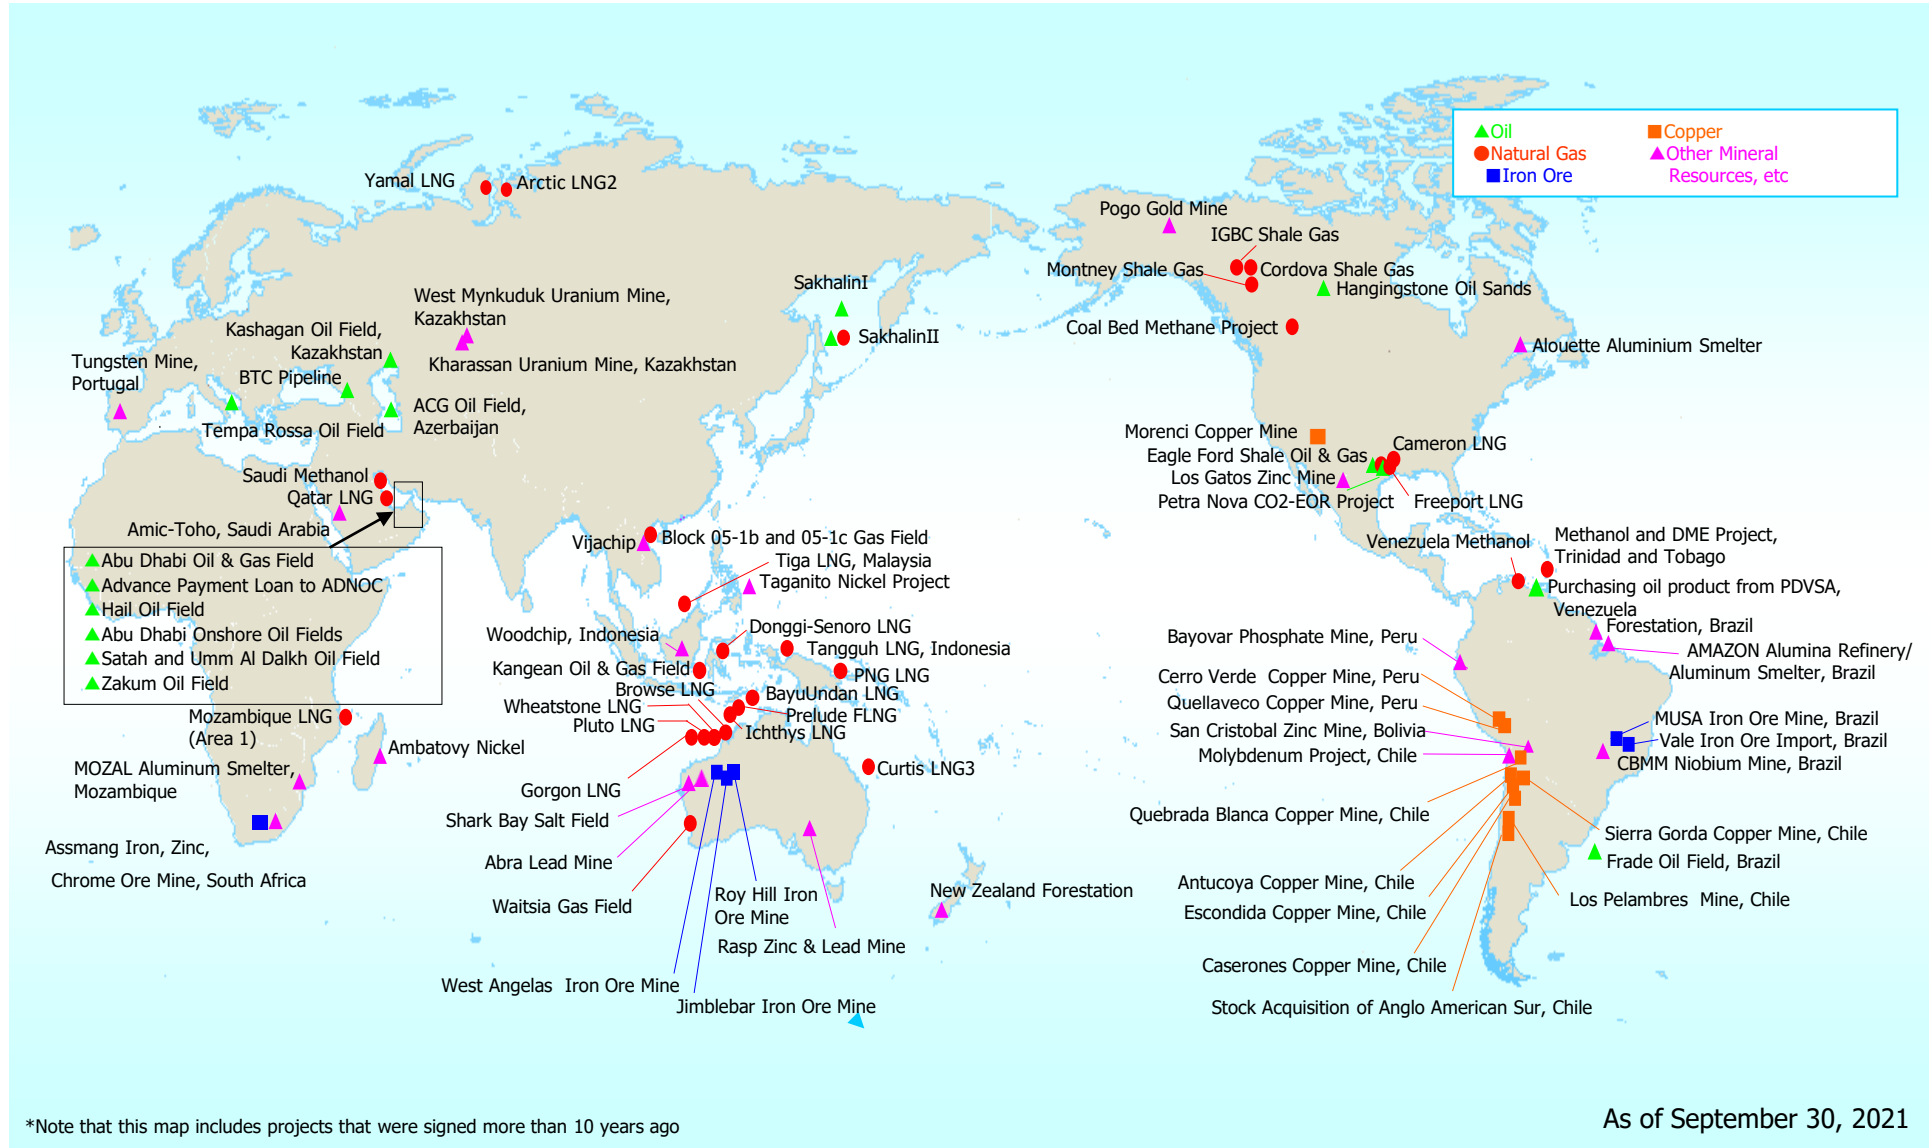 Oil
Copper
Natural Gas
Other Mineral
Resources, etc
Iron Ore
Yamal LNG
Arctic LNG2
Pogo Gold Mine
IGBC Shale Gas
Montney Shale Gas
Cordova Shale Gas
Hangingstone Oil Sands
Coal Bed Methane Project
Alouette Aluminium Smelter
SakhalinI
SakhalinII
West Mynkuduk Uranium Mine,
Kazakhstan
Kashagan Oil Field,
Kazakhstan
Kharassan Uranium Mine, Kazakhstan
Tungsten Mine,
Portugal
BTC Pipeline
ACG Oil Field,
Azerbaijan
Tempa Rossa Oil Field
Morenci Copper Mine
Cameron LNG
Eagle Ford Shale Oil & Gas
Los Gatos Zinc Mine
Petra Nova CO2-EOR Project
Freeport LNG
Saudi Methanol
Qatar LNG
Amic-Toho, Saudi Arabia
Abu Dhabi Oil & Gas Field
Advance Payment Loan to ADNOC
Hail Oil Field
Abu Dhabi Onshore Oil Fields
Satah and Umm Al Dalkh Oil Field
Zakum Oil Field
Vijachip
Block 05-1b and 05-1c Gas Field
Tiga LNG, Malaysia
Taganito Nickel Project
Venezuela Methanol
Methanol and DME Project,
Trinidad and Tobago
Purchasing oil product from PDVSA,
Venezuela
Woodchip, Indonesia
Donggi-Senoro LNG
Tangguh LNG, Indonesia
Kangean Oil & Gas Field
PNG LNG
Browse LNG
BayuUndan LNG
Wheatstone LNG
Prelude FLNG
Pluto LNG
Ichthys LNG
Forestation, Brazil
Bayovar Phosphate Mine, Peru
AMAZON Alumina Refinery/
Aluminum Smelter, Brazil
Cerro Verde  Copper Mine, Peru
Quellaveco Copper Mine, Peru
MUSA Iron Ore Mine, Brazil
San Cristobal Zinc Mine, Bolivia
Vale Iron Ore Import, Brazil
Molybdenum Project, Chile
CBMM Niobium Mine, Brazil
Mozambique LNG
(Area 1)
Ambatovy Nickel
MOZAL Aluminum Smelter,
Mozambique
Curtis LNG3
Gorgon LNG
Shark Bay Salt Field
Quebrada Blanca Copper Mine, Chile
Sierra Gorda Copper Mine, Chile
Assmang Iron, Zinc,
Chrome Ore Mine, South Africa
Abra Lead Mine
Frade Oil Field, Brazil
Antucoya Copper Mine, Chile
New Zealand Forestation
Roy Hill Iron
Ore Mine
Waitsia Gas Field
Los Pelambres  Mine, Chile
Escondida Copper Mine, Chile
Rasp Zinc & Lead Mine
Caserones Copper Mine, Chile
West Angelas  Iron Ore Mine
Jimblebar Iron Ore Mine
Stock Acquisition of Anglo American Sur, Chile
*Note that this map includes projects that were signed more than 10 years ago
As of September 30, 2021